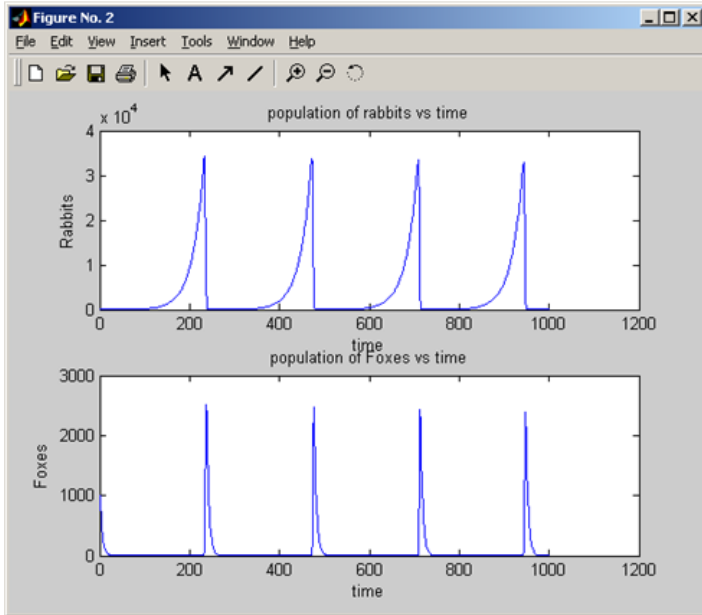 Figure No. 2
File Edit View Insert Tools Window Help
A
population of rabbits vs time
x 10^4
4
3
2
1
0
Rabbits
0 200 400 600 800 1000 1200
time
population of Foxes vs time
3000
2000
1000
0
Foxes
0 200 400 600 800 1000 1200
time